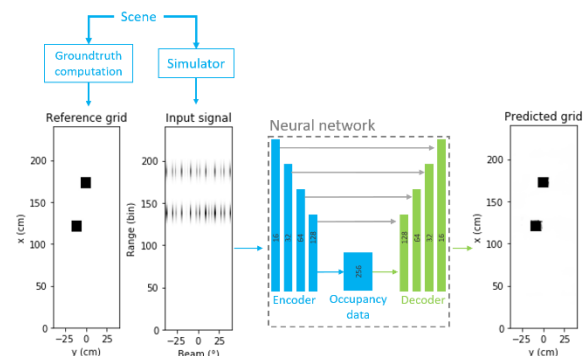 Scene
Groundtruth
computation
Simulator
Reference grid
Input signal
Neural network
Predicted grid
200
150
100
50
0
x (cm)
-25 0 25
y (cm)
200
150
100
50
0
Range (bin)
-25 0 25
Beam (°)
16
32
64
128
256
128
64
32
16
Encoder
Occupancy
data
Decoder
200
150
100
50
0
x (cm)
-25 0 25
y (cm)